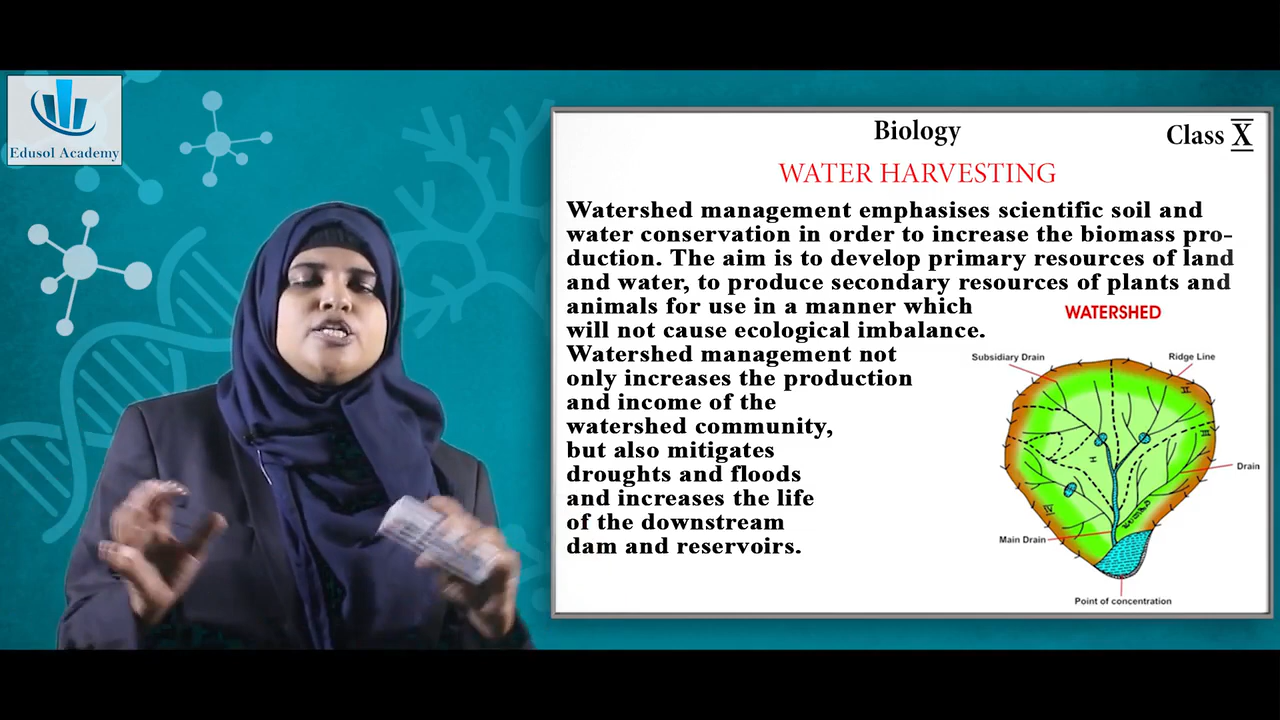 Edusol Academy
Biology
Class X
WATER HARVESTING
Watershed management emphasises scientific soil and
water conservation in order to increase the biomass pro-
duction. The aim is to develop primary resources of land
and water, to produce secondary resources of plants and
animals for use in a manner which
will not cause ecological imbalance.
Watershed management not
only increases the production
and income of the
watershed community,
but also mitigates
droughts and floods
and increases the life
of the downstream
dam and reservoirs.
WATERSHED
Subsidiary Drain
Ridge Line
II
III
I
Drain
IV
Main Drain
Point of concentration